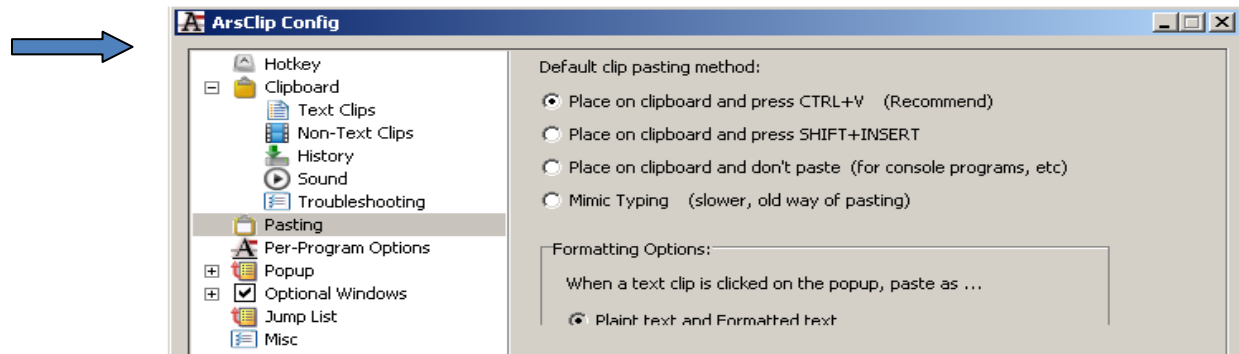 ArsClip Config
Hotkey
Clipboard
Text Clips
Non-Text Clips
History
Sound
Troubleshooting
Pasting
Per-Program Options
Popup
Optional Windows
Jump List
Misc
Default clip pasting method:
Place on clipboard and press CTRL+V (Recommend)
Place on clipboard and press SHIFT+INSERT
Place on clipboard and don't paste (for console programs, etc)
Mimic Typing (slower, old way of pasting)
Formatting Options:
When a text clip is clicked on the popup, paste as ...
Plaint text and Formatted text